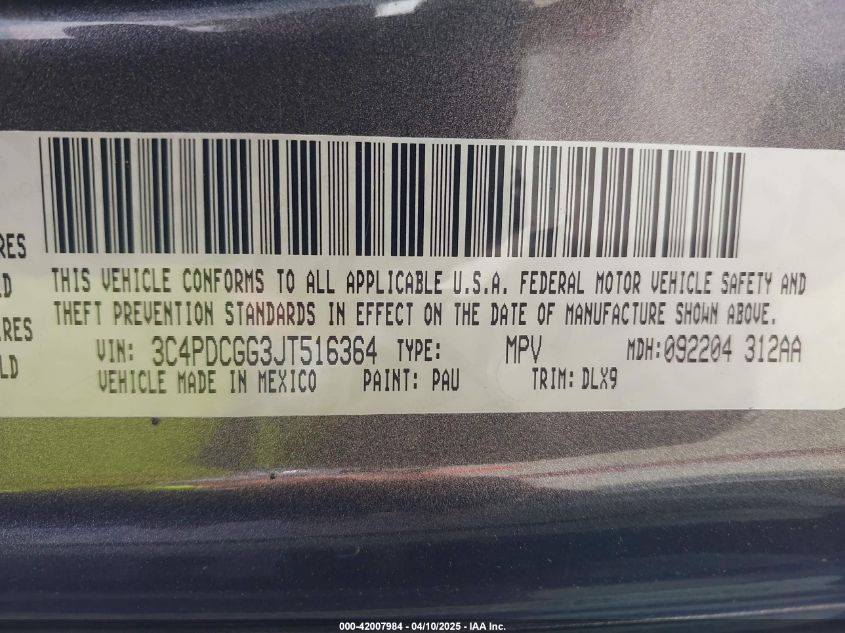 RES
LD
RES
LD
THIS VEHICLE CONFORMS TO ALL APPLICABLE U.S.A. FEDERAL MOTOR VEHICLE SAFETY AND
THEFT PREVENTION STANDARDS IN EFFECT ON THE DATE OF MANUFACTURE SHOWN ABOVE.
VIN: 3C4PDCGG3JT516364 TYPE: MPV MDH:092204 312AA
VEHICLE MADE IN MEXICO PAINT: PAU TRIM: DLX9
000-42007984 - 04/10/2025 - IAA Inc.